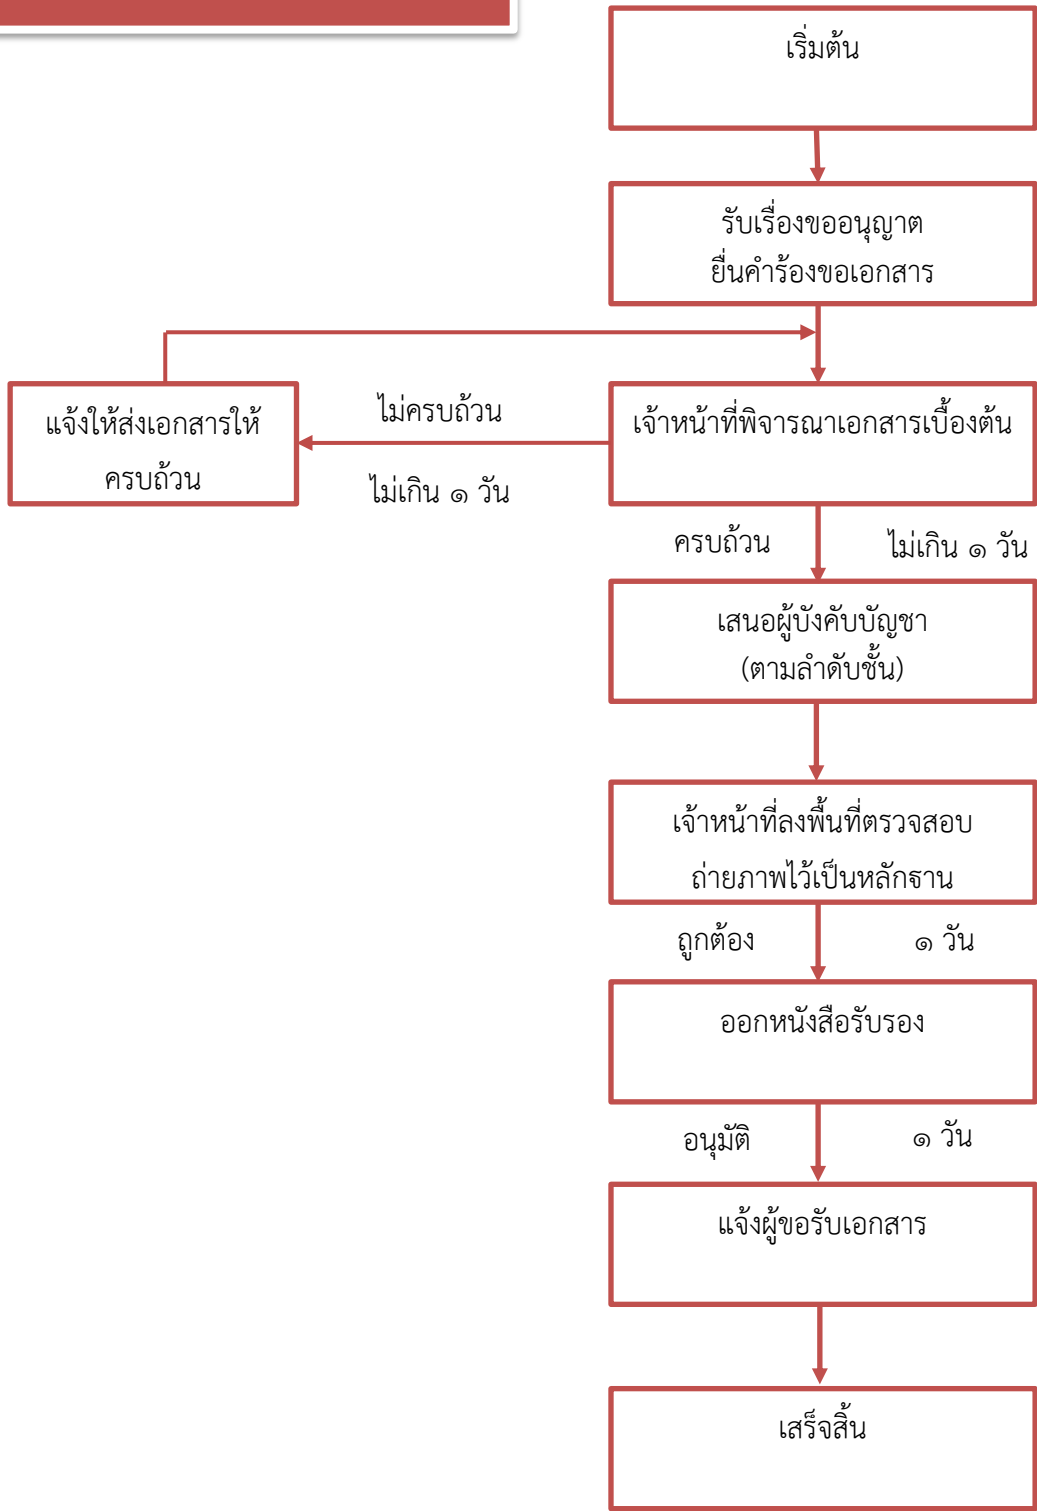 เริ่มต้น
รับเรื่องขออนุญาต
ยื่นคำร้องขอเอกสาร
แจ้งให้ส่งเอกสารให้
ครบถ้วน
ไม่ครบถ้วน
ไม่เกิน ๑ วัน
เจ้าหน้าที่พิจารณาเอกสารเบื้องต้น
ครบถ้วน
ไม่เกิน ๑ วัน
เสนอผู้บังคับบัญชา
(ตามลำดับชั้น)
เจ้าหน้าที่ลงพื้นที่ตรวจสอบ
ถ่ายภาพไว้เป็นหลักฐาน
ถูกต้อง
๑ วัน
ออกหนังสือรับรอง
อนุมัติ
๑ วัน
แจ้งผู้ขอรับเอกสาร
เสร็จสิ้น